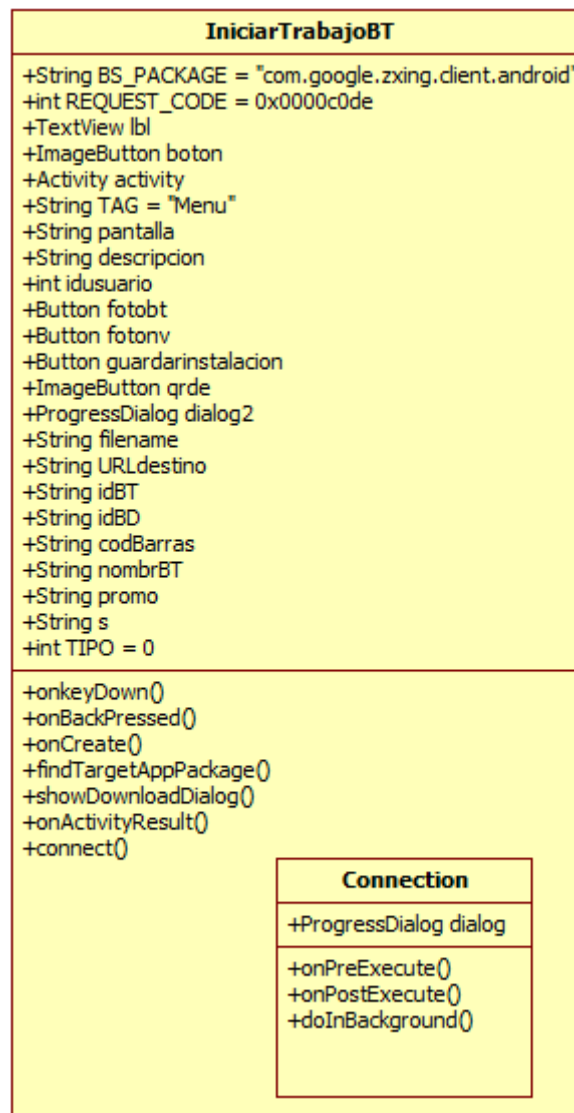 IniciarTrabajoBT
+String BS_PACKAGE = "com.google.zxing.client.android"
+int REQUEST_CODE = 0x0000c0de
+TextView lbl
+ImageButton boton
+Activity activity
+String TAG = "Menu"
+String pantalla
+String descripcion
+int idusuario
+Button fotobt
+Button fotonv
+Button guardarinstalacion
+ImageButton qrde
+ProgressDialog dialog2
+String filename
+String URLdestino
+String idBT
+String idBD
+String codBarras
+String nombrBT
+String promo
+String s
+int TIPO = 0
+onkeyDown()
+onBackPressed()
+onCreate()
+findTargetAppPackage()
+showDownloadDialog()
+onActivityResult()
+connect()
Connection
+ProgressDialog dialog
+onPreExecute()
+onPostExecute()
+doInBackground()